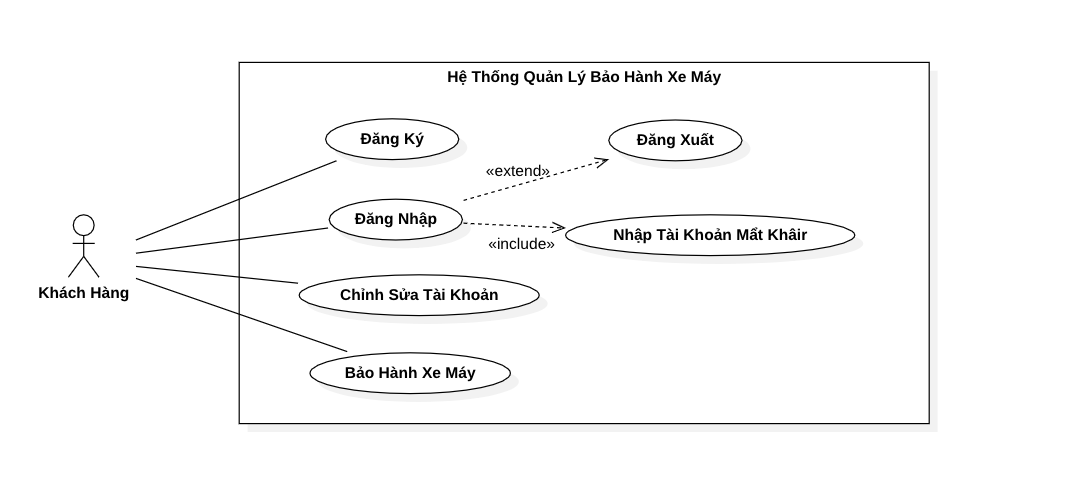 Hệ Thống Quản Lý Bảo Hành Xe Máy
Đăng Ký
Đăng Xuất
«extend»
Đăng Nhập
Nhập Tài Khoản Mất Khâir
«include»
Khách Hàng
Chỉnh Sửa Tài Khoản
Bảo Hành Xe Máy